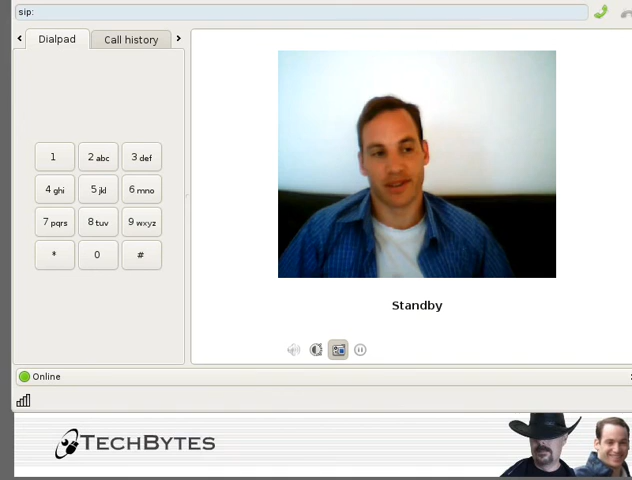 sip:
Dialpad
Call history
1
2 abc
3 def
4 ghi
5 jkl
6 mno
7 pqrs
8 tuv
9 wxyz
*
0
#
Standby
Online
TECHBYTES